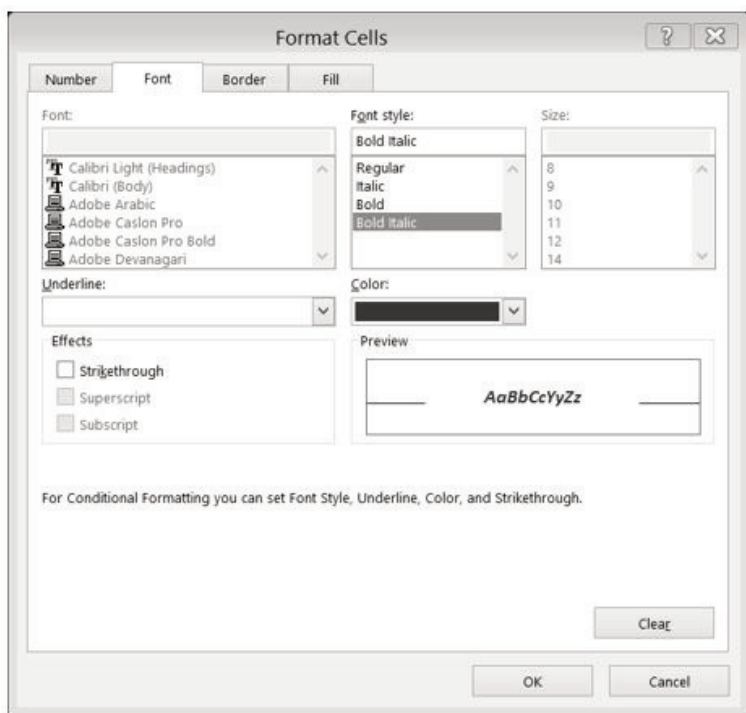 Format Cells
Number Font Border Fill
Font: Font style: Size:
Bold Italic
Calibri Light (Headings) Regular 8
Calibri (Body) Italic 9
Adobe Arabic Bold 10
Adobe Caslon Pro Bold Italic 11
Adobe Caslon Pro Bold 12
Adobe Devanagari 14
Underline: Color:
Effects Preview
Strikethrough
AaBbCcYyZz
Superscript
Subscript
For Conditional Formatting you can set Font Style, Underline, Color, and Strikethrough.
Clear
OK Cancel